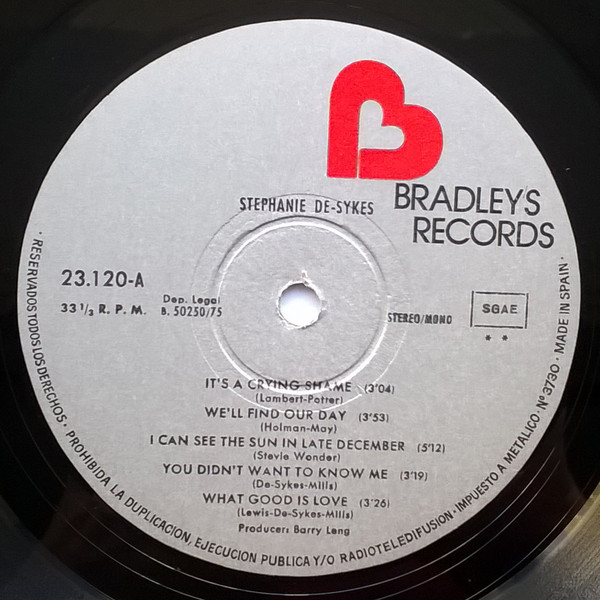 BRADLEY'S
RECORDS
STEPHANIE DE-SYKES
23.120-A
33 1/3 R. P. M.
Dep. Legal
B. 50250/75
STEREO/MONO
SGAE
IT'S A CRYING SHAME (3'04)
(Lambert-Potter)
WE'LL FIND OUR DAY (3'53)
(Holman-May)
I CAN SEE THE SUN IN LATE DECEMBER (5'12)
(Stevie Wonder)
YOU DIDN'T WANT TO KNOW ME (3'19)
(De-Sykes-Mills)
WHAT GOOD IS LOVE (3'26)
(Lewis-De-Sykes-Mills)
Producer: Barry Leng
· RESERVADOS TODOS LOS DERECHOS · PROHIBIDA LA DUPLICACION, EJECUCION PUBLICA Y/O RADIOTELEDIFUSION · IMPUESTO A METALICO · Nº 3730 · MADE IN SPAIN ·